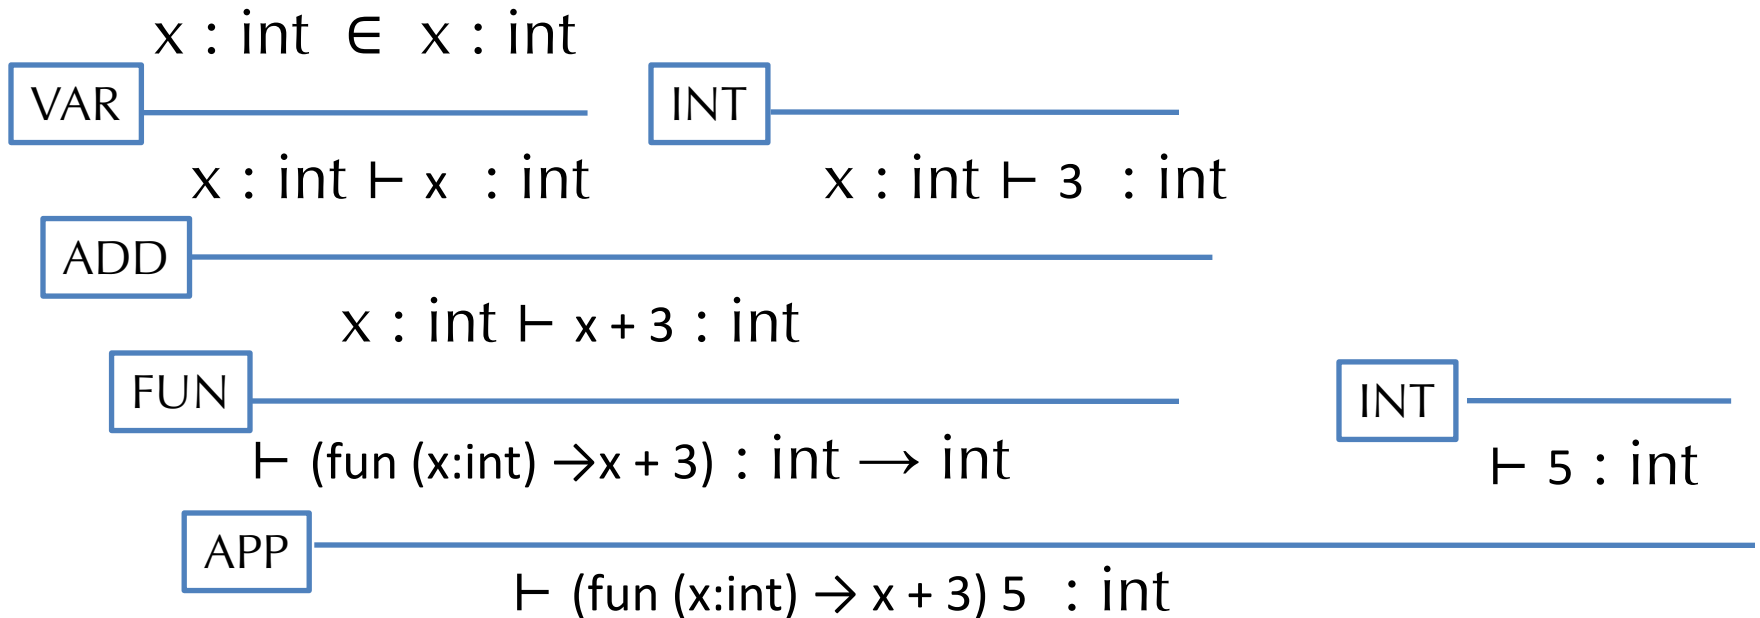 x : int ∈ x : int
VAR INT
x : int ⊢ x : int x : int ⊢ 3 : int
ADD
x : int ⊢ x + 3 : int
FUN INT
⊢ (fun (x:int) →x + 3) : int → int ⊢ 5 : int
APP
⊢ (fun (x:int) → x + 3) 5 : int